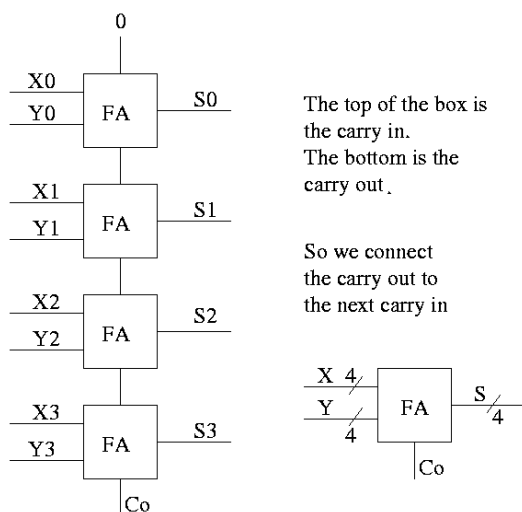 0
X0
Y0
FA
S0
X1
Y1
FA
S1
X2
Y2
FA
S2
X3
Y3
FA
S3
Co
The top of the box is
the carry in.
The bottom is the
carry out.
So we connect
the carry out to
the next carry in
X 4
Y
4
FA
S
4
Co